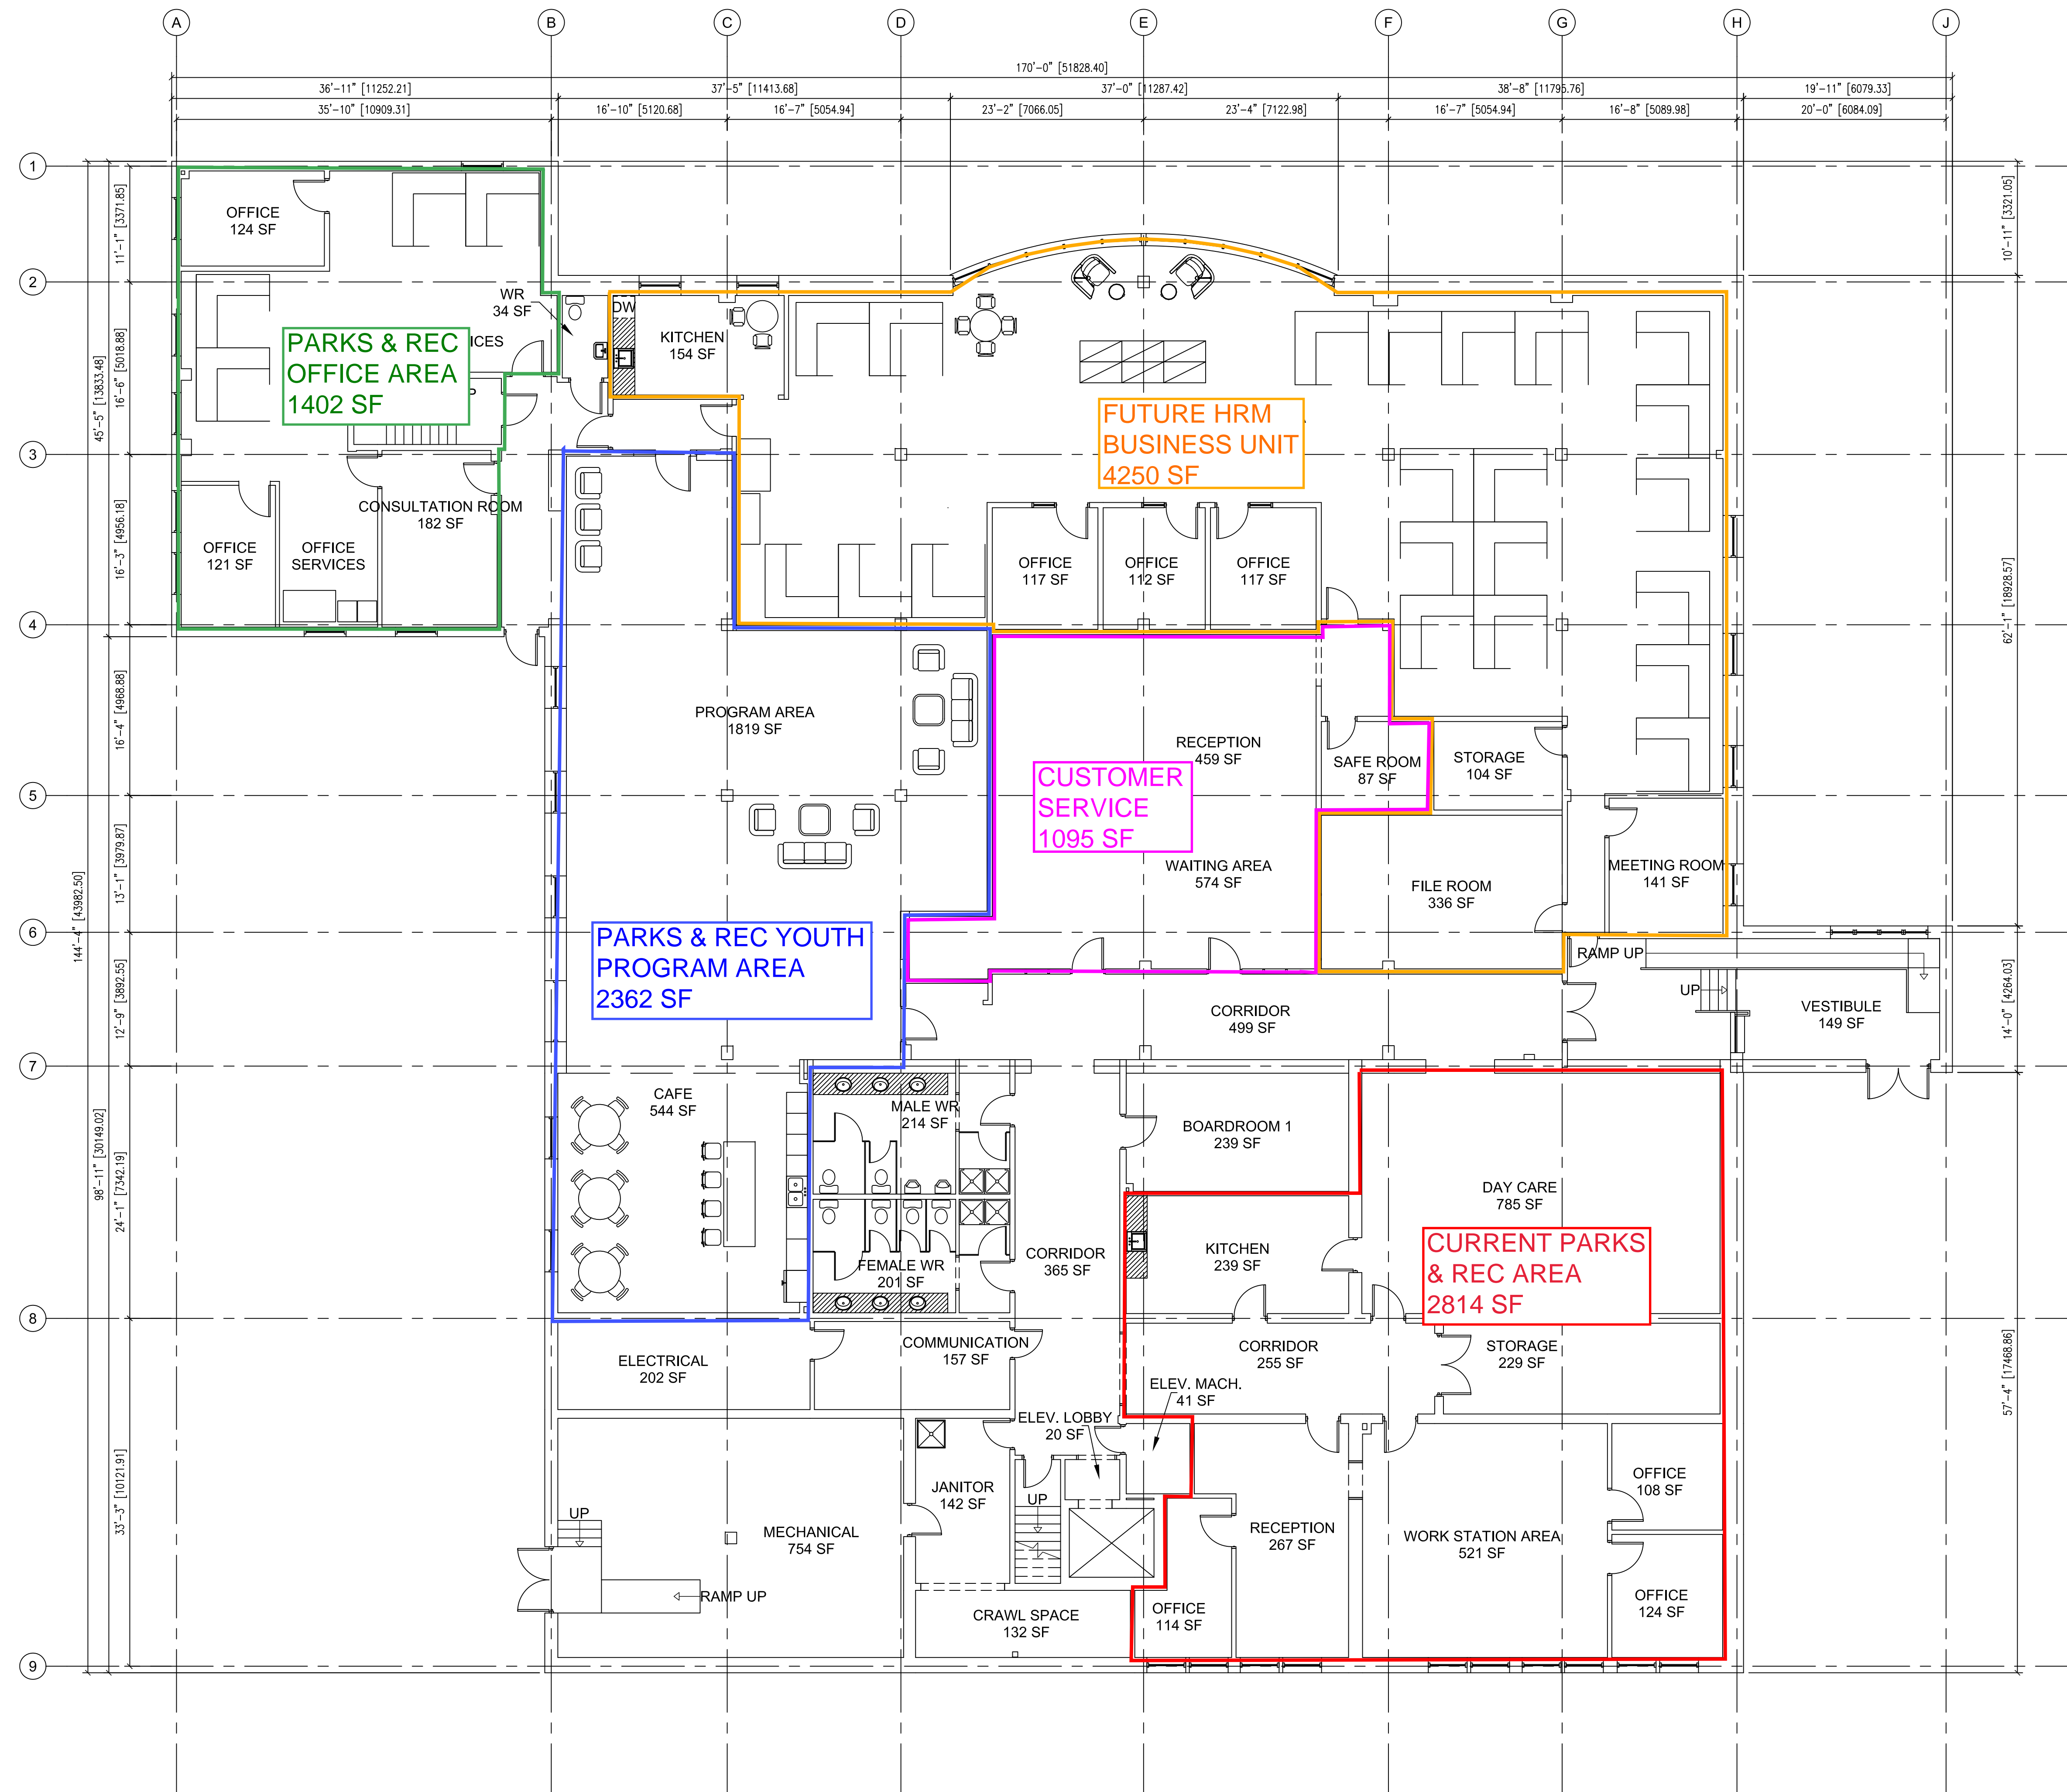 A
B
C
D
E
F
G
H
J
170'-0" [51828.40]
36'-11" [11252.21]
37'-5" [11413.68]
37'-0" [11287.42]
38'-8" [11795.76]
19'-11" [6079.33]
35'-10" [10909.31]
16'-10" [5120.68]
16'-7" [5054.94]
23'-2" [7066.05]
23'-4" [7122.98]
16'-7" [5054.94]
16'-8" [5089.98]
20'-0" [6084.09]
1
2
3
4
5
6
7
8
9
11'-1" [3371.85]
16'-6" [5018.88]
16'-3" [4956.18]
16'-4" [4968.88]
13'-1" [3979.87]
12'-9" [3892.55]
24'-1" [7342.19]
33'-3" [10121.91]
45'-5" [13833.48]
98'-11" [30149.02]
144'-4" [43982.50]
10'-11" [3321.05]
62'-1" [18928.57]
14'-0" [4264.03]
57'-4" [17468.86]
OFFICE
124 SF
WR
34 SF
ICES
PARKS & REC
OFFICE AREA
1402 SF
DW
KITCHEN
154 SF
FUTURE HRM
BUSINESS UNIT
4250 SF
CONSULTATION ROOM
182 SF
OFFICE
121 SF
OFFICE
SERVICES
OFFICE
117 SF
OFFICE
112 SF
OFFICE
117 SF
PROGRAM AREA
1819 SF
RECEPTION
459 SF
SAFE ROOM
87 SF
STORAGE
104 SF
CUSTOMER
SERVICE
1095 SF
WAITING AREA
574 SF
FILE ROOM
336 SF
MEETING ROOM
141 SF
PARKS & REC YOUTH
PROGRAM AREA
2362 SF
RAMP UP
UP
CORRIDOR
499 SF
VESTIBULE
149 SF
CAFE
544 SF
MALE WR
214 SF
BOARDROOM 1
239 SF
DAY CARE
785 SF
CURRENT PARKS
& REC AREA
2814 SF
FEMALE WR
201 SF
CORRIDOR
365 SF
KITCHEN
239 SF
ELECTRICAL
202 SF
COMMUNICATION
157 SF
CORRIDOR
255 SF
STORAGE
229 SF
ELEV. MACH.
41 SF
ELEV. LOBBY
20 SF
JANITOR
142 SF
UP
UP
MECHANICAL
754 SF
RECEPTION
267 SF
WORK STATION AREA
521 SF
OFFICE
108 SF
RAMP UP
CRAWL SPACE
132 SF
OFFICE
114 SF
OFFICE
124 SF